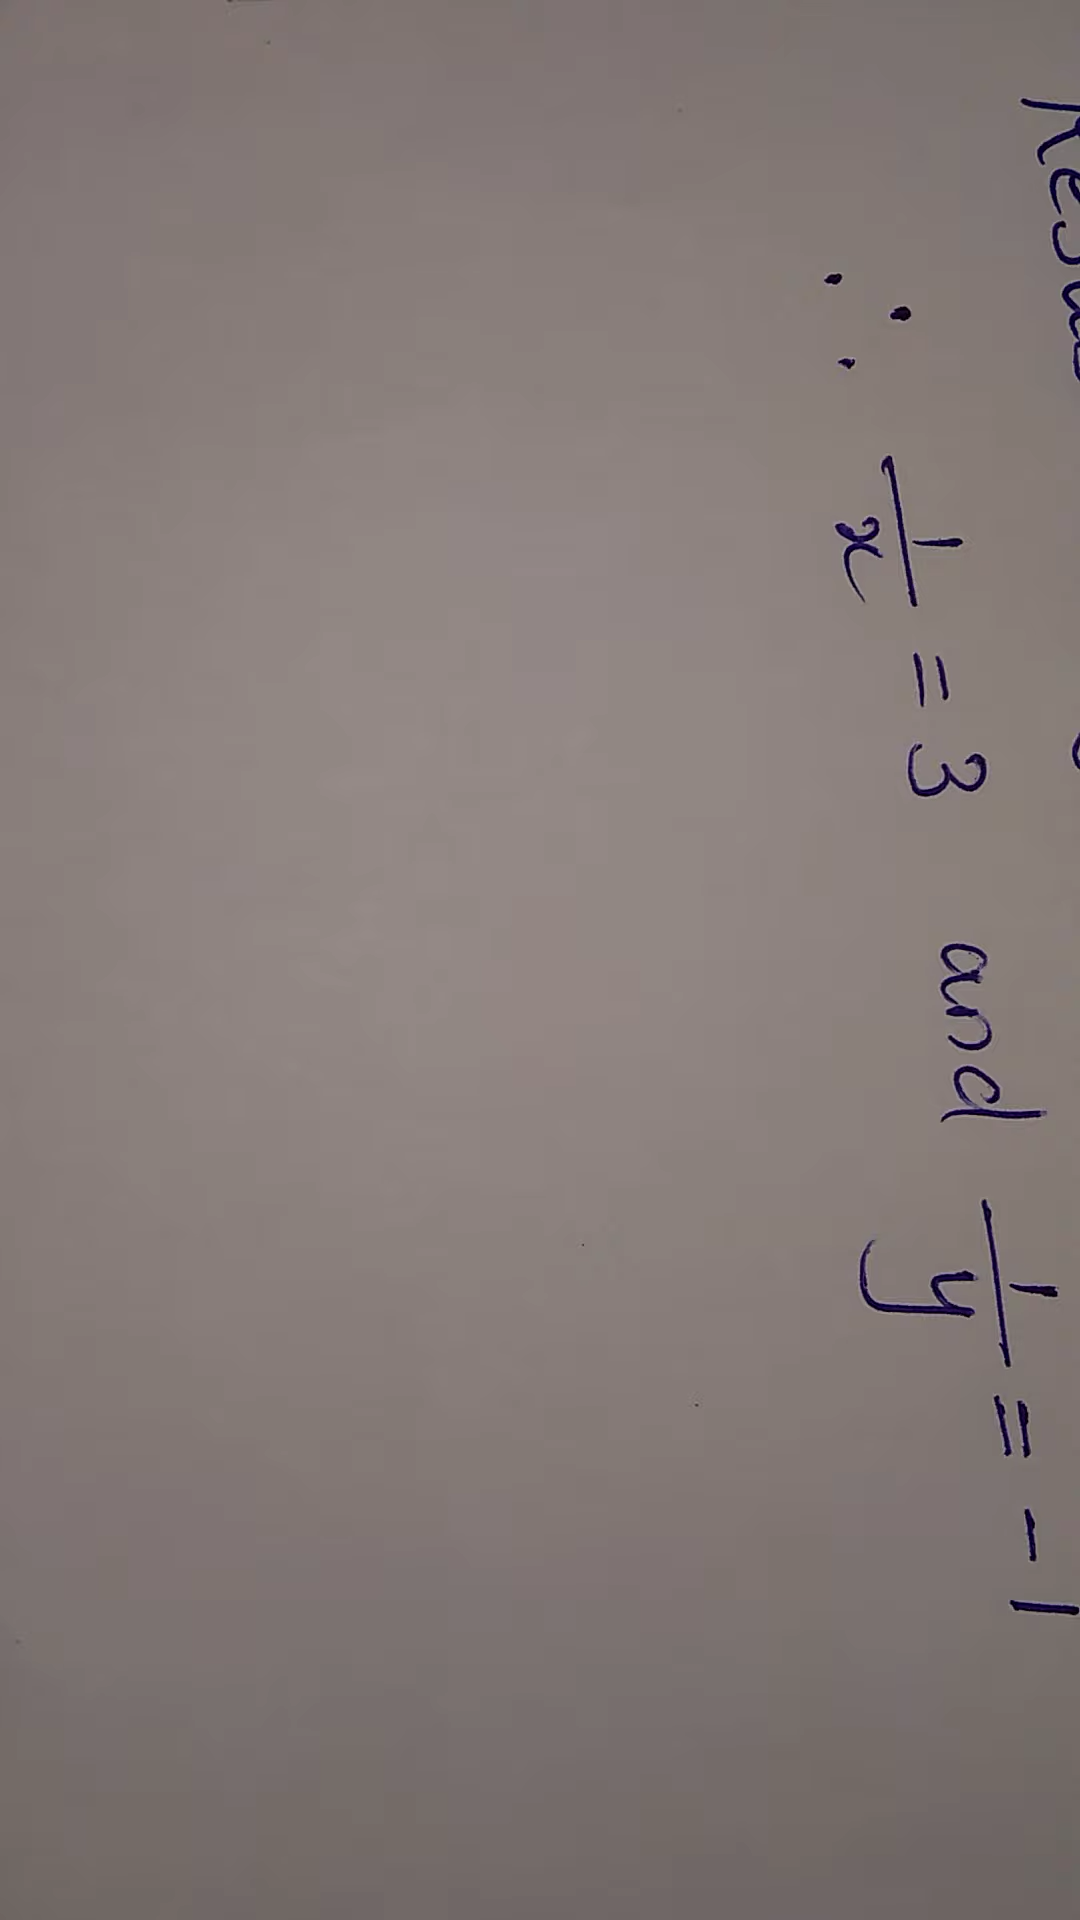 ∴ 1/x = 3 and 1/y = -1